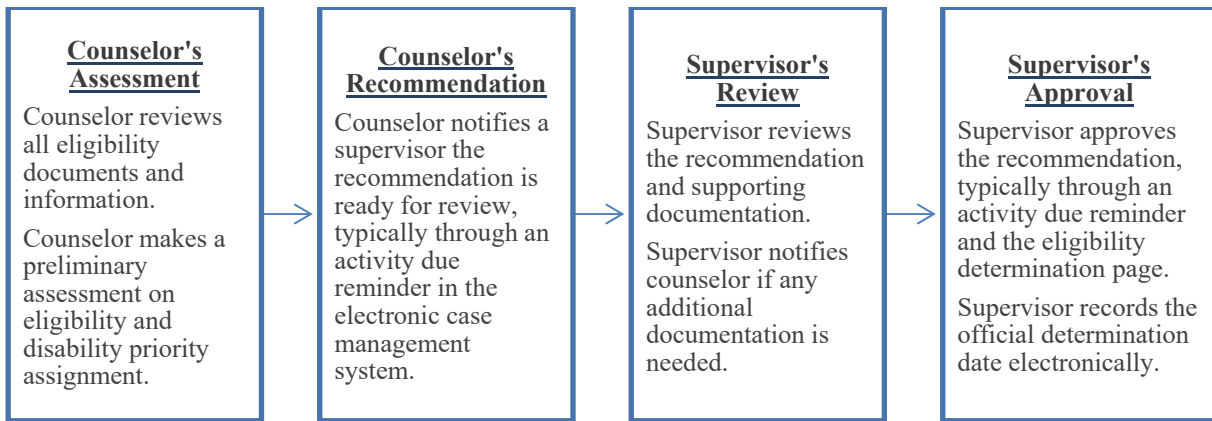 Counselor's
Assessment
Counselor reviews
all eligibility
documents and
information.
Counselor makes a
preliminary
assessment on
eligibility and
disability priority
assignment.
Counselor's
Recommendation
Counselor notifies a
supervisor the
recommendation is
ready for review,
typically through an
activity due
reminder in the
electronic case
management
system.
Supervisor's
Review
Supervisor reviews
the recommendation
and supporting
documentation.
Supervisor notifies
counselor if any
additional
documentation is
needed.
Supervisor's
Approval
Supervisor approves
the recommendation,
typically through an
activity due reminder
and the eligibility
determination page.
Supervisor records the
official determination
date electronically.